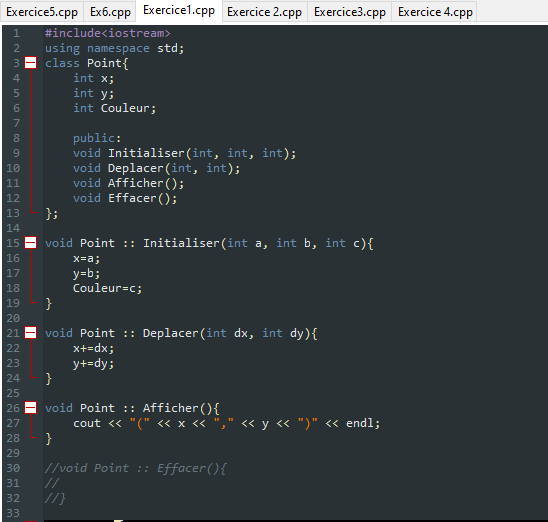 Exercice5.cpp Ex6.cpp Exercice1.cpp Exercice 2.cpp Exercice3.cpp Exercice 4.cpp
1 #include<iostream>
2 using namespace std;
3 class Point{
4 int x;
5 int y;
6 int Couleur;
7
8 public:
9 void Initialiser(int, int, int);
10 void Deplacer(int, int);
11 void Afficher();
12 void Effacer();
13 };
14
15 void Point :: Initialiser(int a, int b, int c){
16 x=a;
17 y=b;
18 Couleur=c;
19 }
20
21 void Point :: Deplacer(int dx, int dy){
22 x+=dx;
23 y+=dy;
24 }
25
26 void Point :: Afficher(){
27 cout << "(" << x << "," << y << ")" << endl;
28 }
29
30 //void Point :: Effacer(){
31 //
32 //}
33